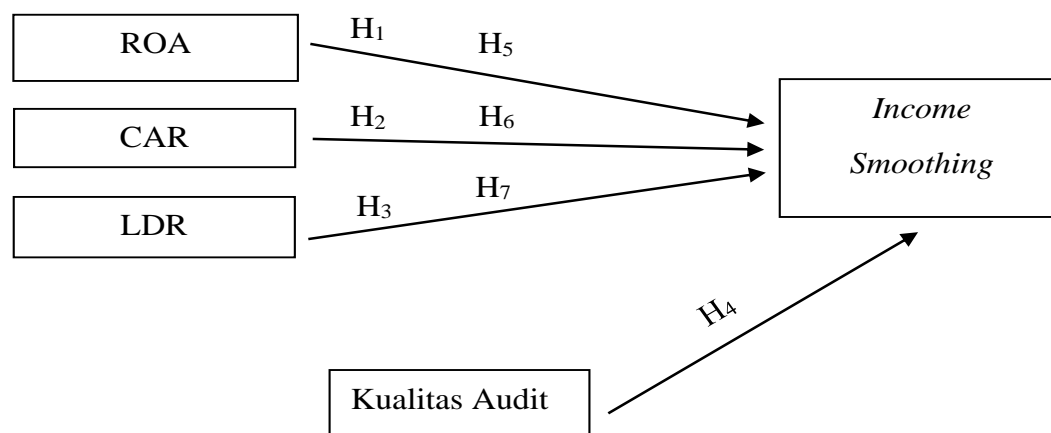 ROA
H₁
H₅
CAR
H₂
H₆
LDR
H₃
H₇
Income
Smoothing
H₄
Kualitas Audit